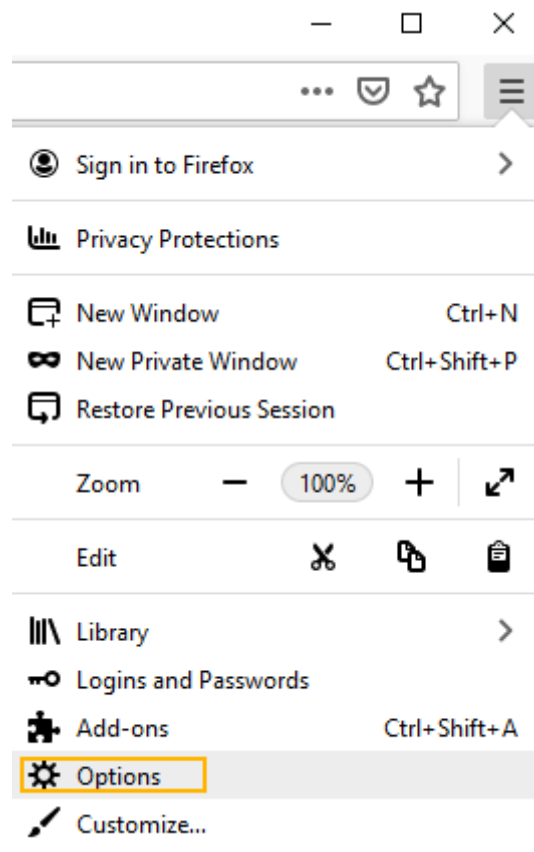 Sign in to Firefox
Privacy Protections
New Window Ctrl+N
New Private Window Ctrl+Shift+P
Restore Previous Session
Zoom 100%
Edit
Library
Logins and Passwords
Add-ons Ctrl+Shift+A
Options
Customize...